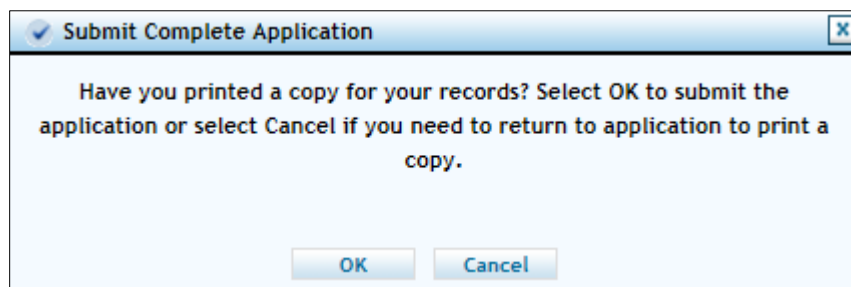 Submit Complete Application
X
Have you printed a copy for your records? Select OK to submit the
application or select Cancel if you need to return to application to print a
copy.
OK Cancel